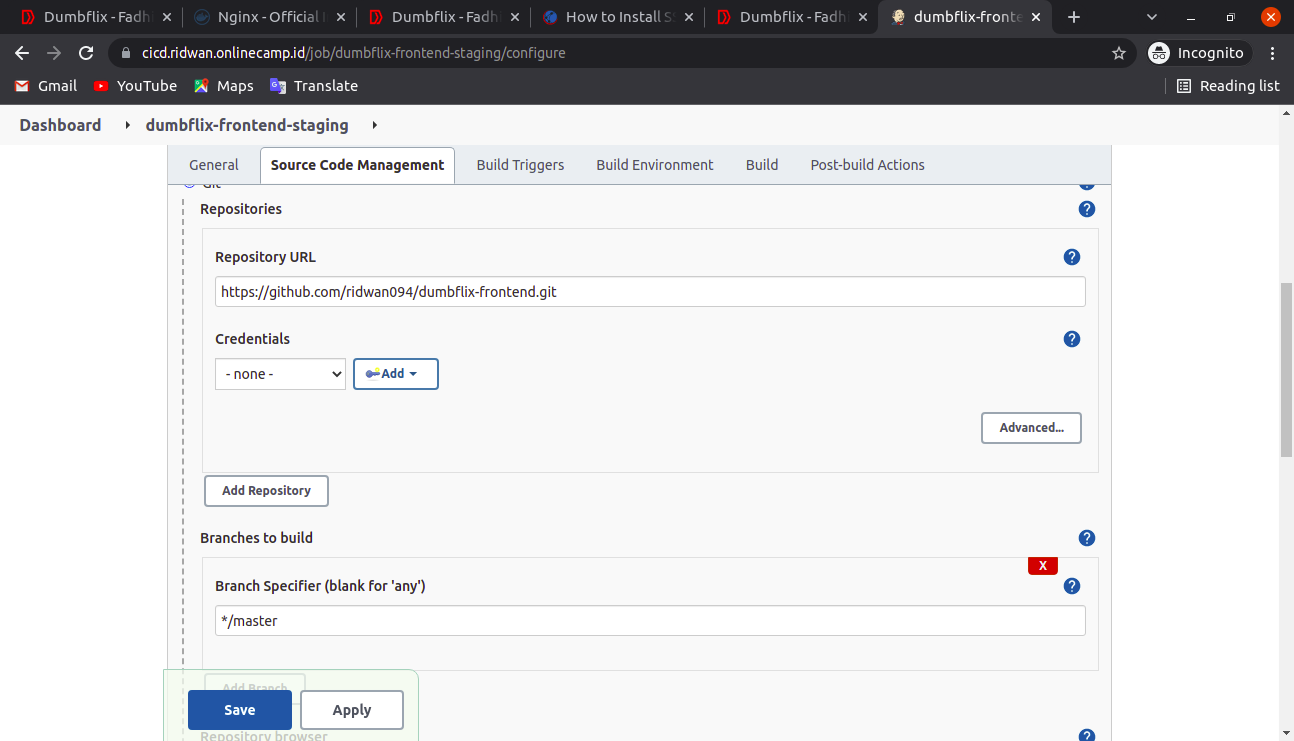 Dumbflix - Fadh
Nginx - Official I
Dumbflix - Fadh
How to Install SS
Dumbflix - Fadh
dumbflix-fronte
cicd.ridwan.onlinecamp.id/job/dumbflix-frontend-staging/configure
Incognito
Gmail
YouTube
Maps
Translate
Reading list
Dashboard
dumbflix-frontend-staging
General
Source Code Management
Build Triggers
Build Environment
Build
Post-build Actions
Git
Repositories
Repository URL
https://github.com/ridwan094/dumbflix-frontend.git
Credentials
- none -
Add
Advanced...
Add Repository
Branches to build
X
Branch Specifier (blank for 'any')
*/master
Add Branch
Save
Apply
Repository browser